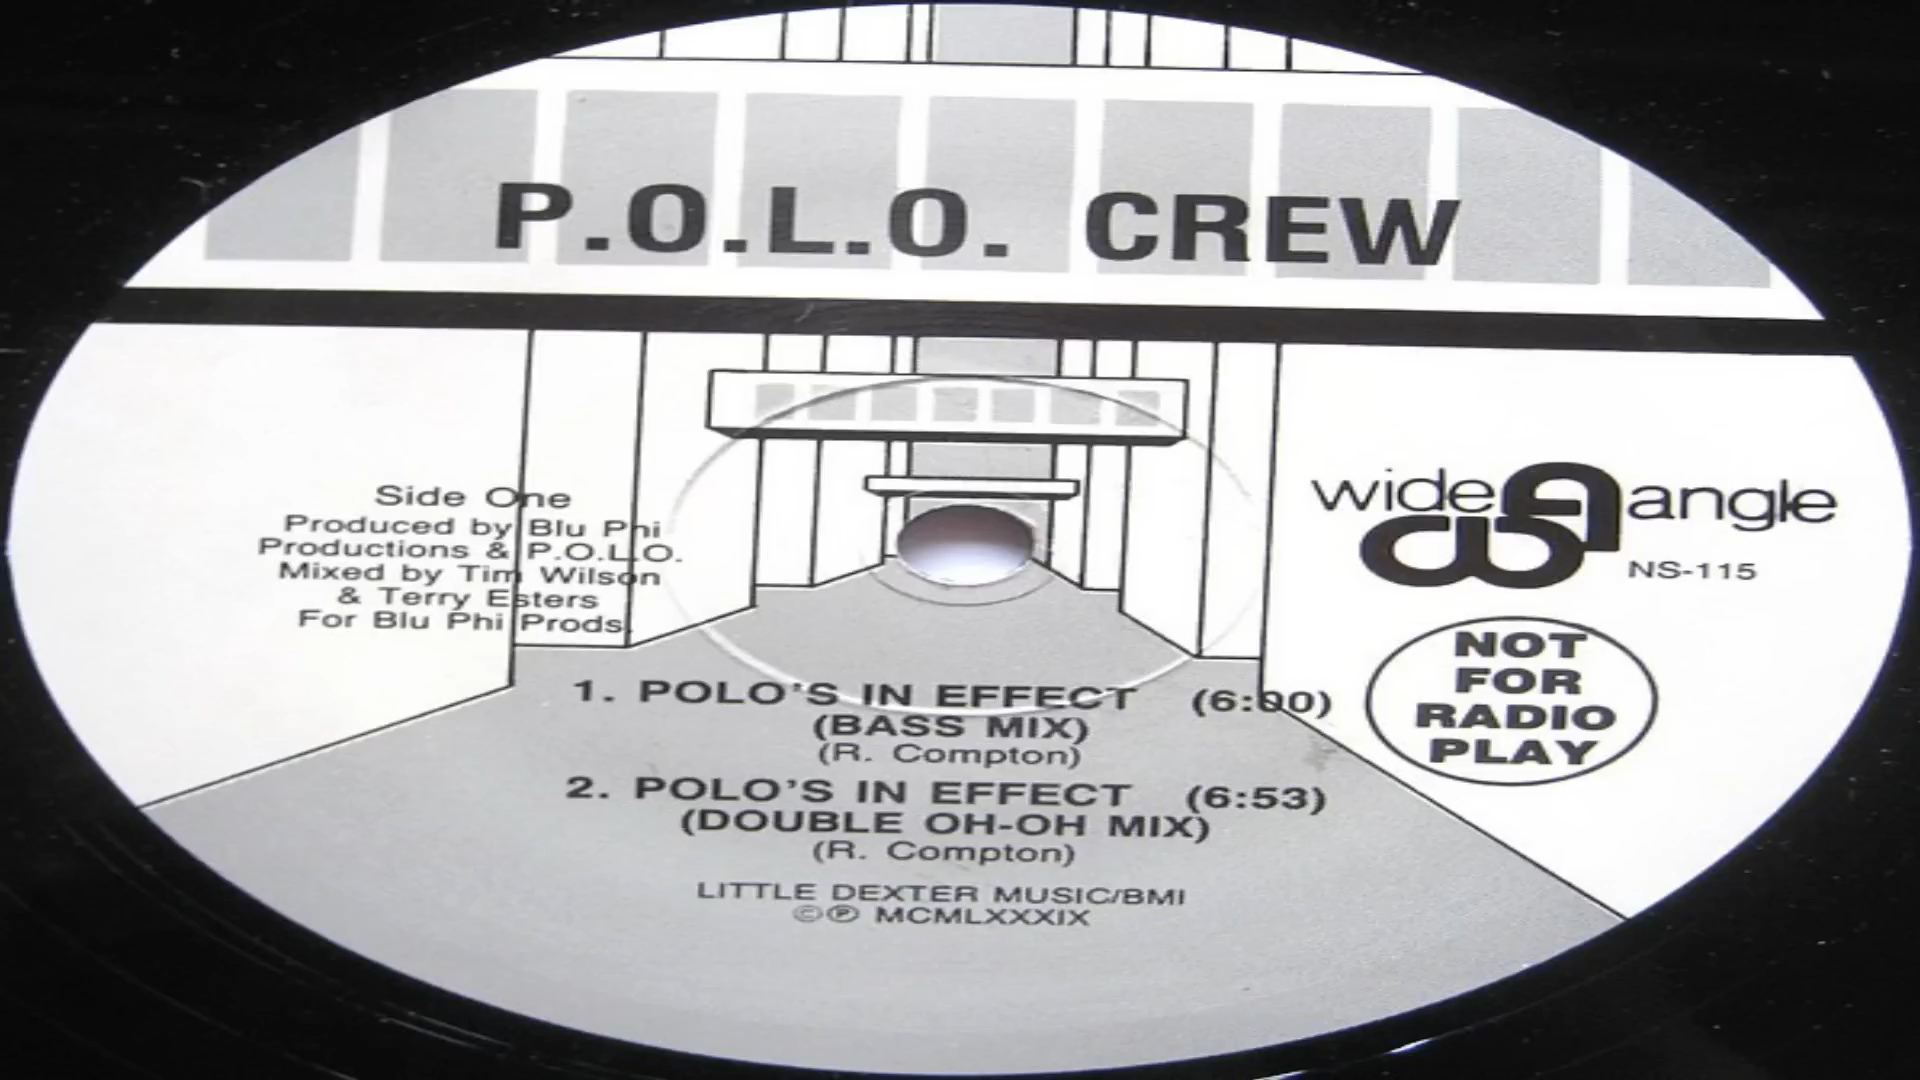 P.O.L.O. CREW
Side One
Produced by Blu Phi
Productions & P.O.L.O.
Mixed by Tim Wilson
& Terry Esters
For Blu Phi Prods.
wide angle
NS-115
NOT
FOR
RADIO
PLAY
1. POLO'S IN EFFECT (6:00)
(BASS MIX)
(R. Compton)
2. POLO'S IN EFFECT (6:53)
(DOUBLE OH-OH MIX)
(R. Compton)
LITTLE DEXTER MUSIC/BMI
©℗ MCMLXXXIX